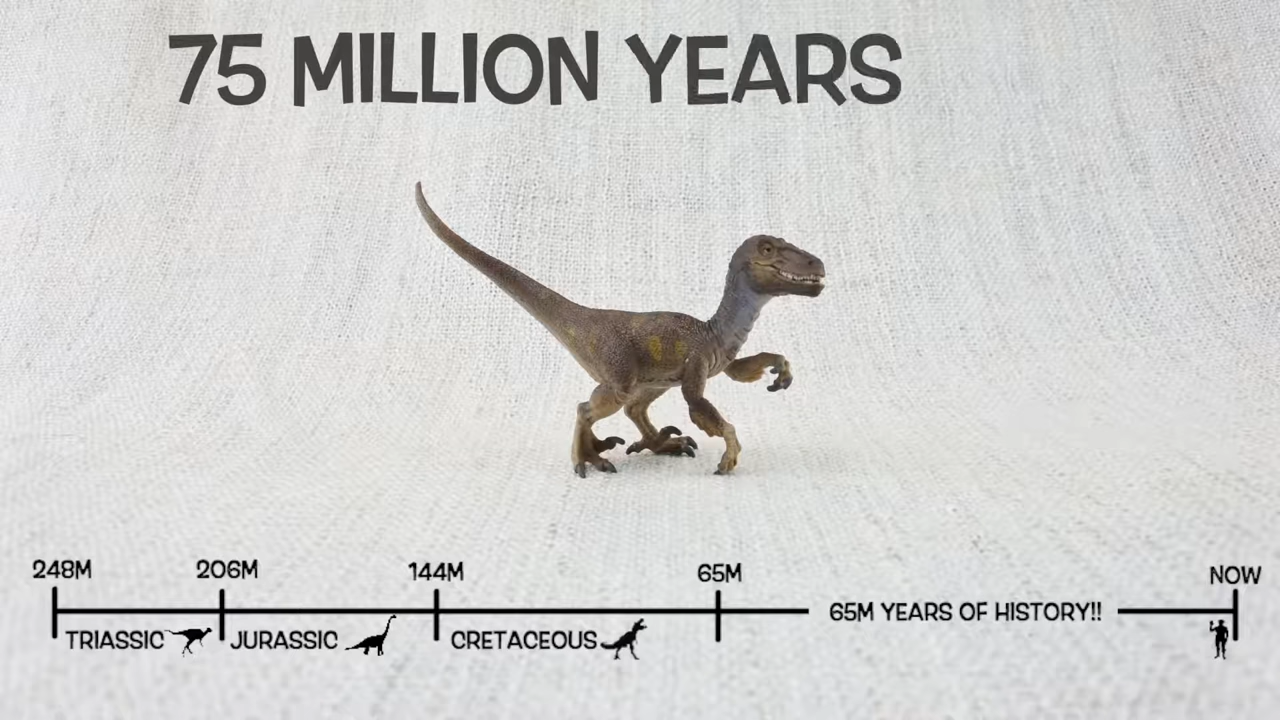 75 MILLION YEARS
248M 206M 144M 65M NOW
65M YEARS OF HISTORY!!
TRIASSIC JURASSIC CRETACEOUS